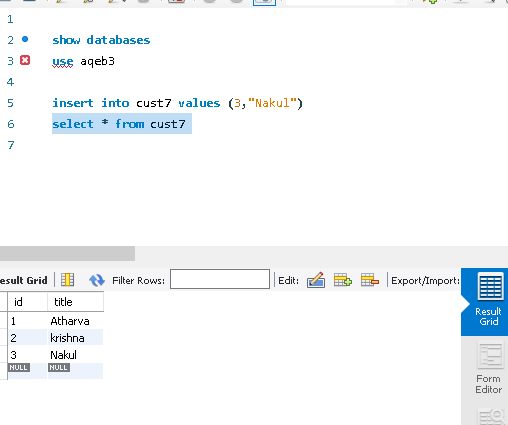 1
2 show databases
3 use aqeb3
4
5 insert into cust7 values (3,"Nakul")
6 select * from cust7
7
esult Grid Filter Rows: Edit: Export/Import:
id title
1 Atharva
2 krishna
3 Nakul
NULL NULL
Result
Grid
Form
Editor